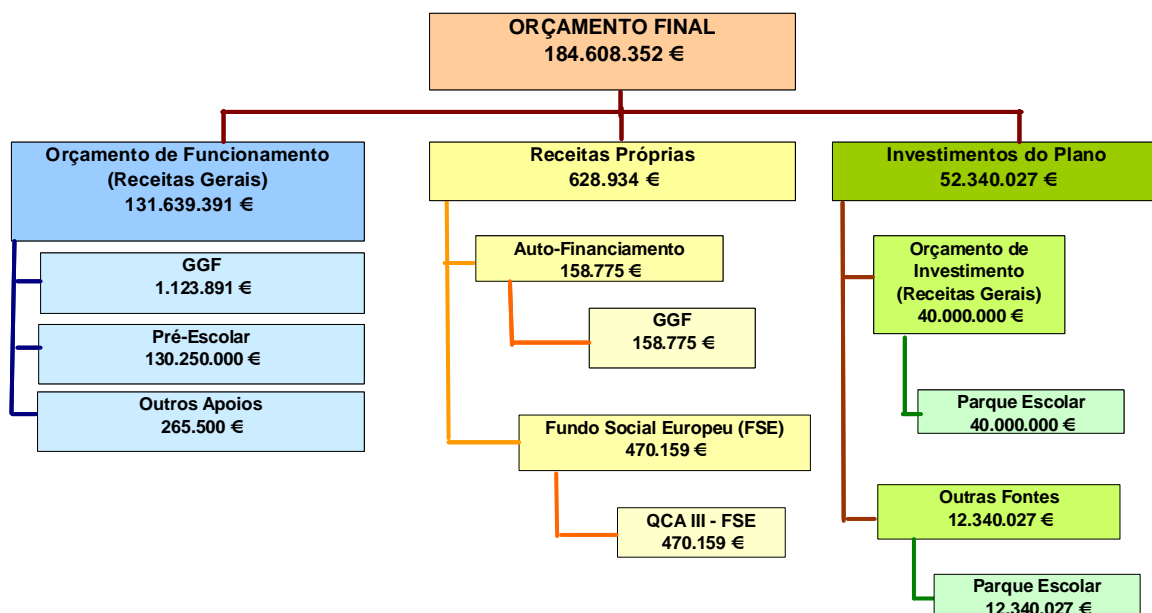 ORÇAMENTO FINAL
184.608.352 €
Orçamento de Funcionamento
(Receitas Gerais)
131.639.391 €
GGF
1.123.891 €
Pré-Escolar
130.250.000 €
Outros Apoios
265.500 €
Receitas Próprias
628.934 €
Auto-Financiamento
158.775 €
GGF
158.775 €
Fundo Social Europeu (FSE)
470.159 €
QCA III - FSE
470.159 €
Investimentos do Plano
52.340.027 €
Orçamento de
Investimento
(Receitas Gerais)
40.000.000 €
Parque Escolar
40.000.000 €
Outras Fontes
12.340.027 €
Parque Escolar
12.340.027 €